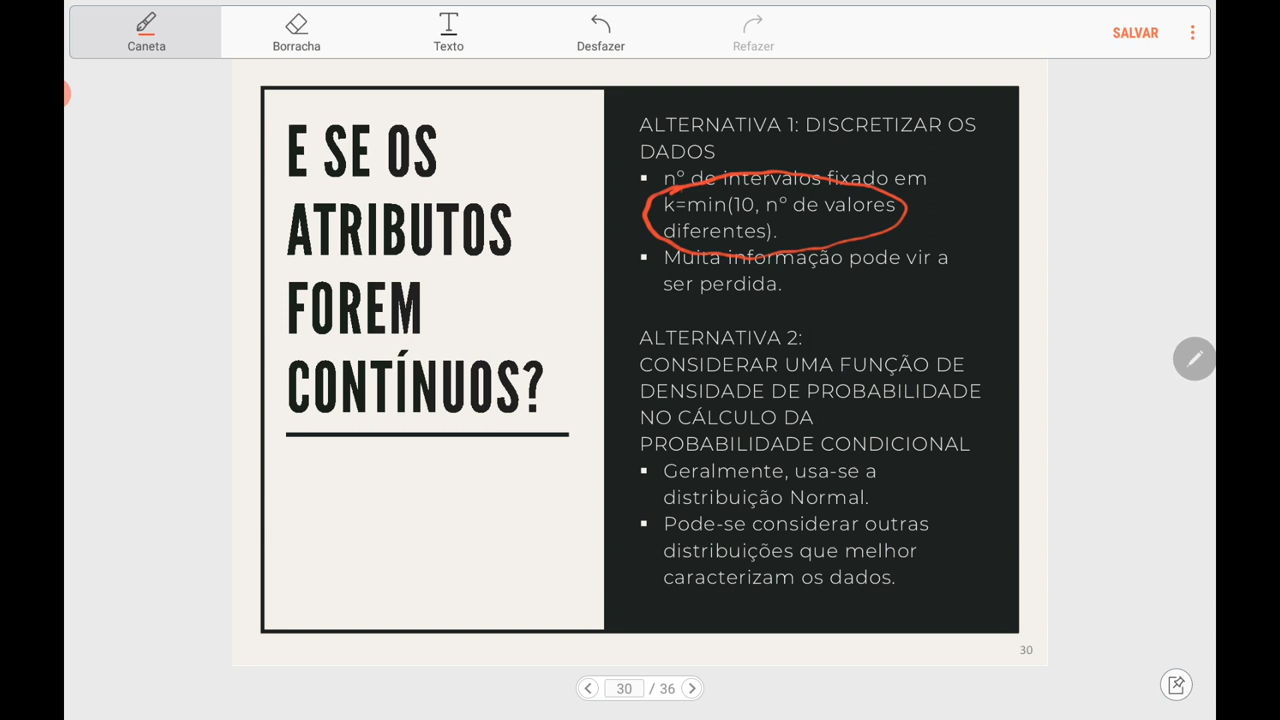 Caneta
Borracha
Texto
Desfazer
Refazer
SALVAR
E SE OS
ATRIBUTOS
FOREM
CONTÍNUOS?
ALTERNATIVA 1: DISCRETIZAR OS
DADOS
▪ nº de intervalos fixado em
k=min(10, nº de valores
diferentes).
▪ Muita informação pode vir a
ser perdida.
ALTERNATIVA 2:
CONSIDERAR UMA FUNÇÃO DE
DENSIDADE DE PROBABILIDADE
NO CÁLCULO DA
PROBABILIDADE CONDICIONAL
▪ Geralmente, usa-se a
distribuição Normal.
▪ Pode-se considerar outras
distribuições que melhor
caracterizam os dados.
30
30 / 36